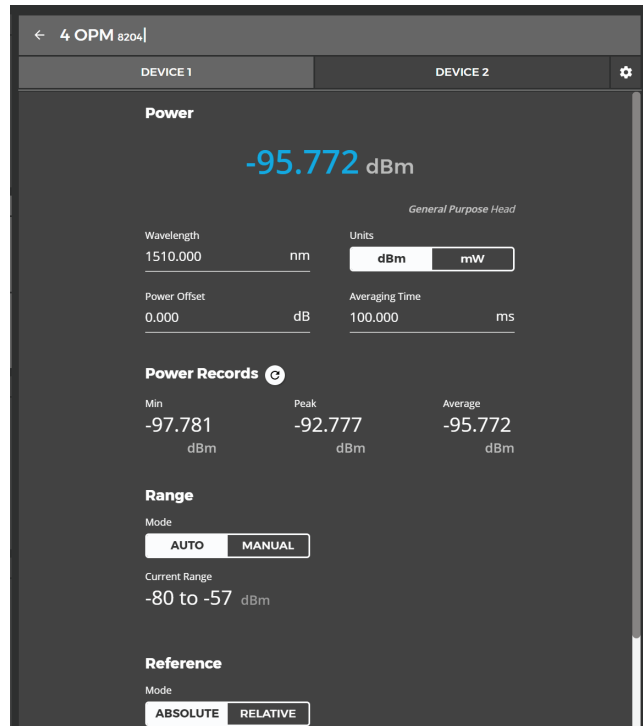 ← 4 OPM 8204
DEVICE 1 DEVICE 2
Power
-95.772 dBm
General Purpose Head
Wavelength Units
1510.000 nm dBm mW
Power Offset Averaging Time
0.000 dB 100.000 ms
Power Records
Min Peak Average
-97.781 -92.777 -95.772
dBm dBm dBm
Range
Mode
AUTO MANUAL
Current Range
-80 to -57 dBm
Reference
Mode
ABSOLUTE RELATIVE